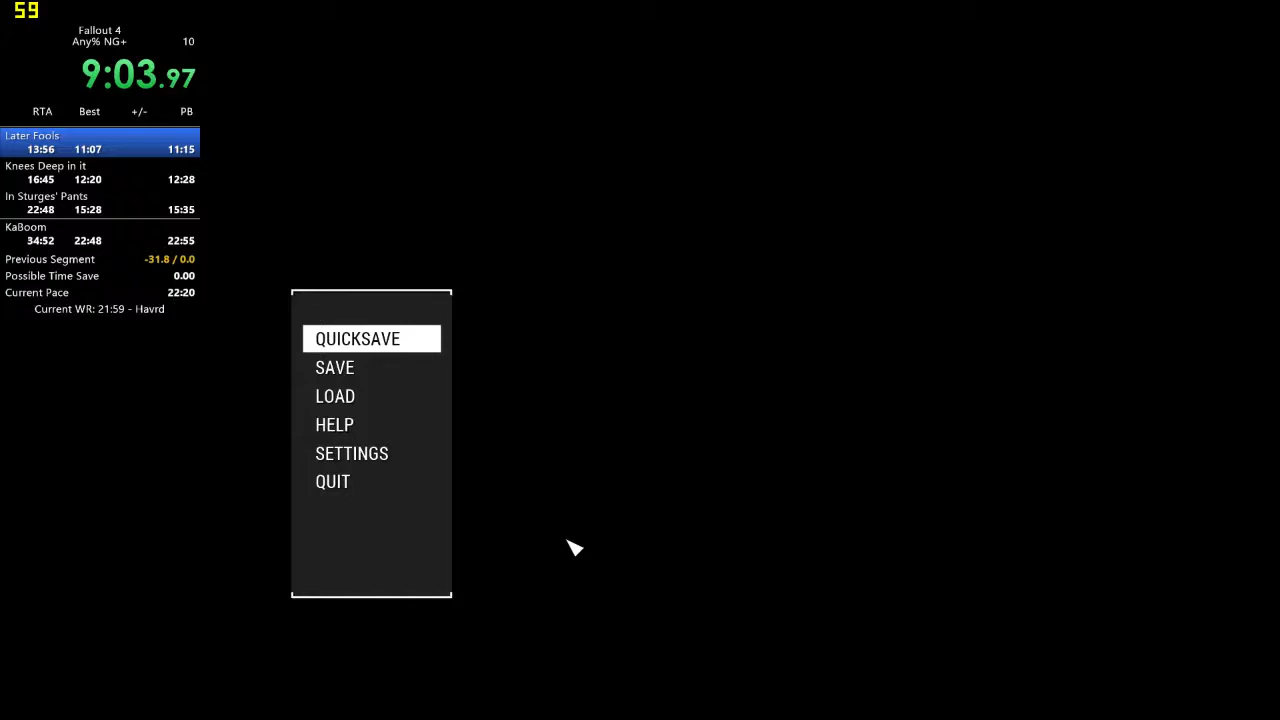 59
Fallout 4
Any% NG+ 10
9:03.97
RTA Best +/- PB
Later Fools
13:56 11:07 11:15
Knees Deep in it
16:45 12:20 12:28
In Sturges' Pants
22:48 15:28 15:35
KaBoom
34:52 22:48 22:55
Previous Segment -31.8 / 0.0
Possible Time Save 0.00
Current Pace 22:20
Current WR: 21:59 - Havrd
QUICKSAVE
SAVE
LOAD
HELP
SETTINGS
QUIT